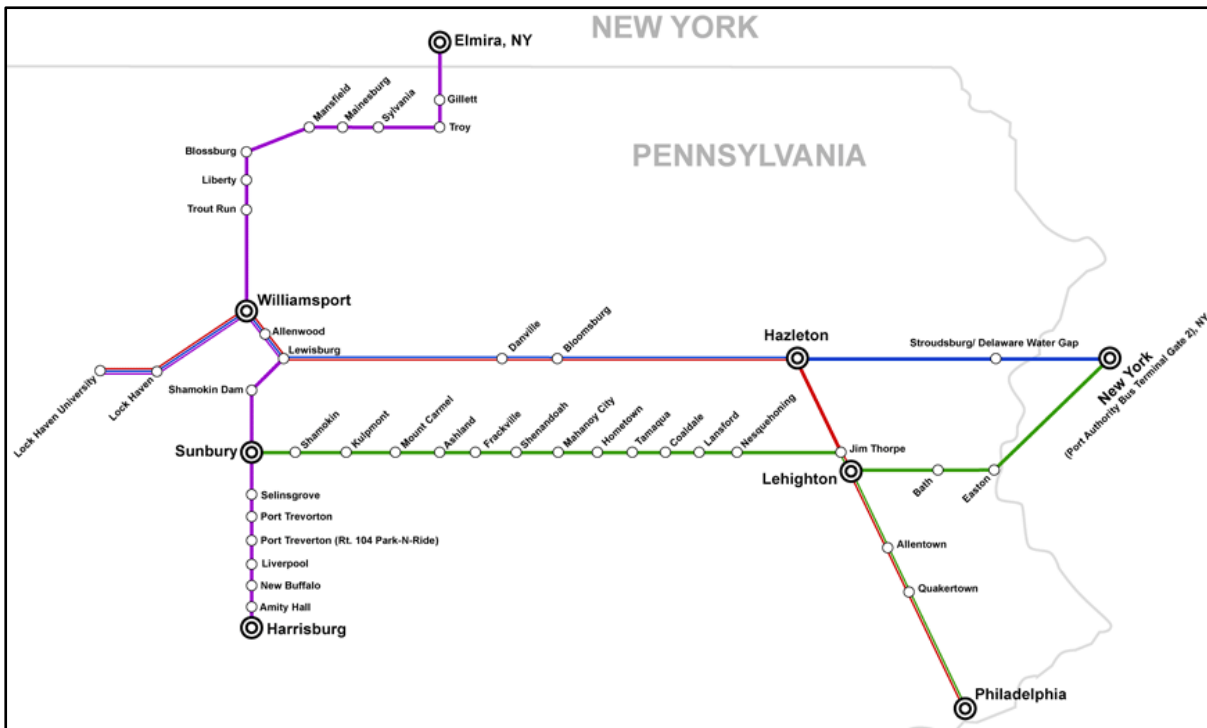 NEW YORK
Elmira, NY
Gillett
Troy
Sylvania
Mainesburg
Mansfield
PENNSYLVANIA
Blossburg
Liberty
Trout Run
Williamsport
Allenwood
Lewisburg
Lock Haven University
Lock Haven
Danville
Bloomsburg
Hazleton
Stroudsburg/ Delaware Water Gap
New York
(Port Authority Bus Terminal Gate 2), NY
Shamokin Dam
Sunbury
Shamokin
Kulpmont
Mount Carmel
Ashland
Frackville
Shenandoah
Mahanoy City
Hometown
Tamaqua
Coaldale
Lansford
Nesquehoning
Jim Thorpe
Lehighton
Bath
Easton
Selinsgrove
Port Trevorton
Port Treverton (Rt. 104 Park-N-Ride)
Liverpool
New Buffalo
Amity Hall
Harrisburg
Allentown
Quakertown
Philadelphia